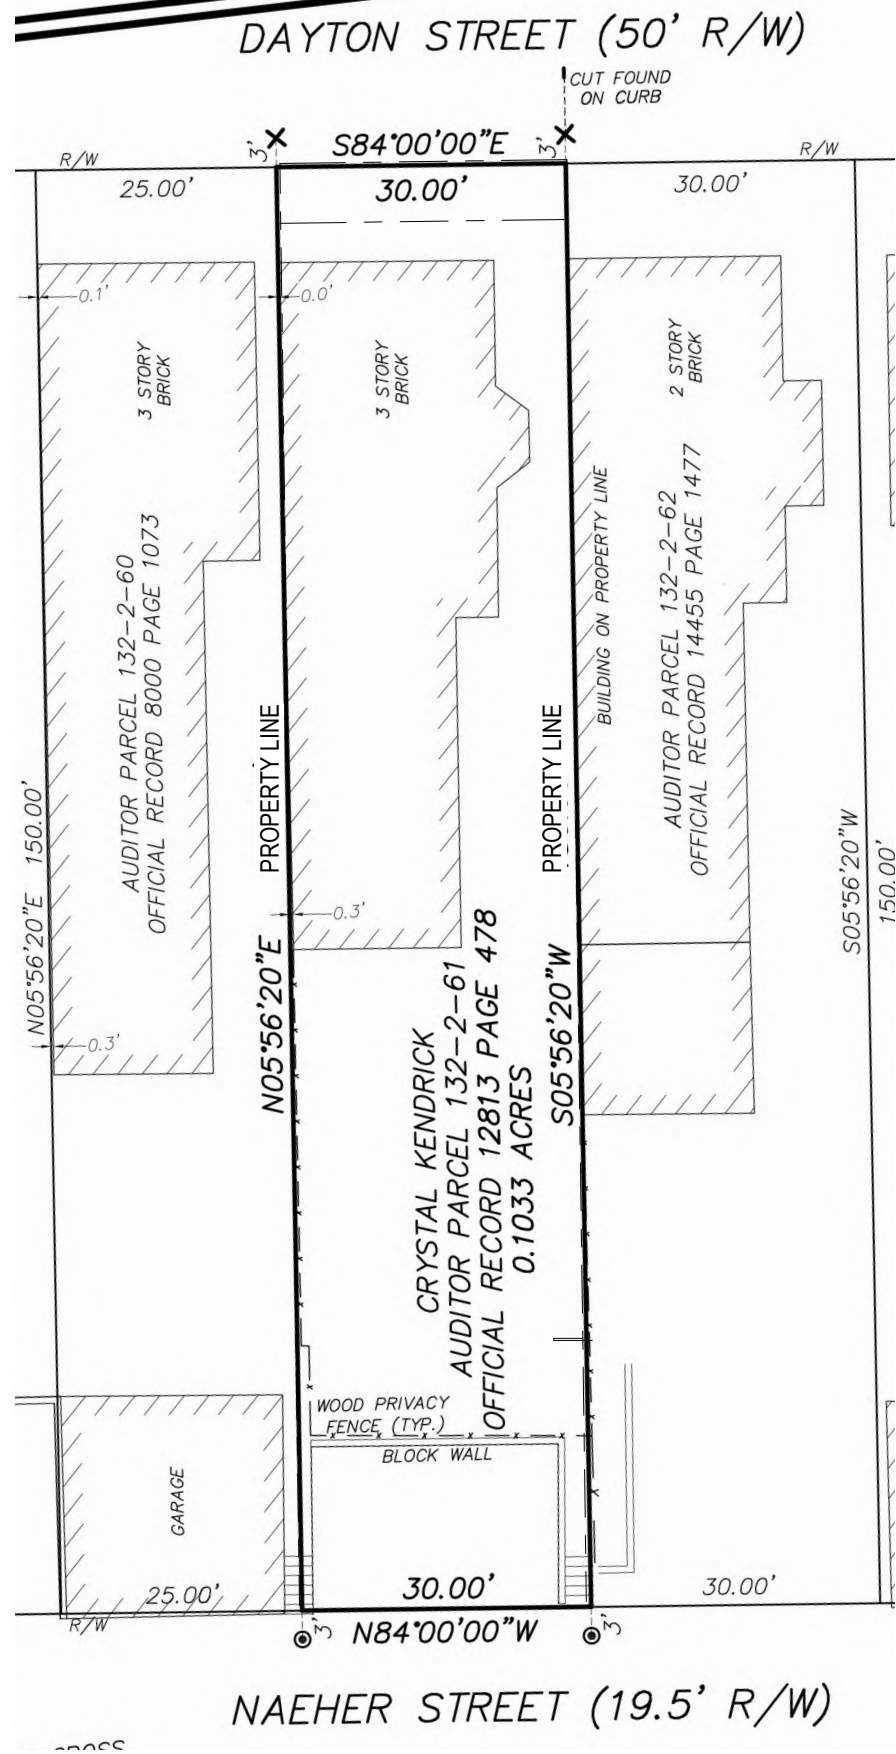 DAYTON STREET (50' R/W)
CUT FOUND
ON CURB
3'
S84°00'00"E
3'
R/W
R/W
25.00'
30.00'
30.00'
0.1'
0.0'
3 STORY
BRICK
3 STORY
BRICK
2 STORY
BRICK
AUDITOR PARCEL 132-2-60
OFFICIAL RECORD 8000 PAGE 1073
BUILDING ON PROPERTY LINE
AUDITOR PARCEL 132-2-62
OFFICIAL RECORD 14455 PAGE 1477
PROPERTY LINE
PROPERTY LINE
N05°56'20"E 150.00'
S05°56'20"W
150.00'
0.3'
0.3'
N05°56'20"E
S05°56'20"W
CRYSTAL KENDRICK
AUDITOR PARCEL 132-2-61
OFFICIAL RECORD 12813 PAGE 478
0.1033 ACRES
WOOD PRIVACY
FENCE (TYP.)
BLOCK WALL
GARAGE
25.00'
30.00'
30.00'
R/W
3'
N84°00'00"W
3'
NAEHER STREET (19.5' R/W)
CROSS